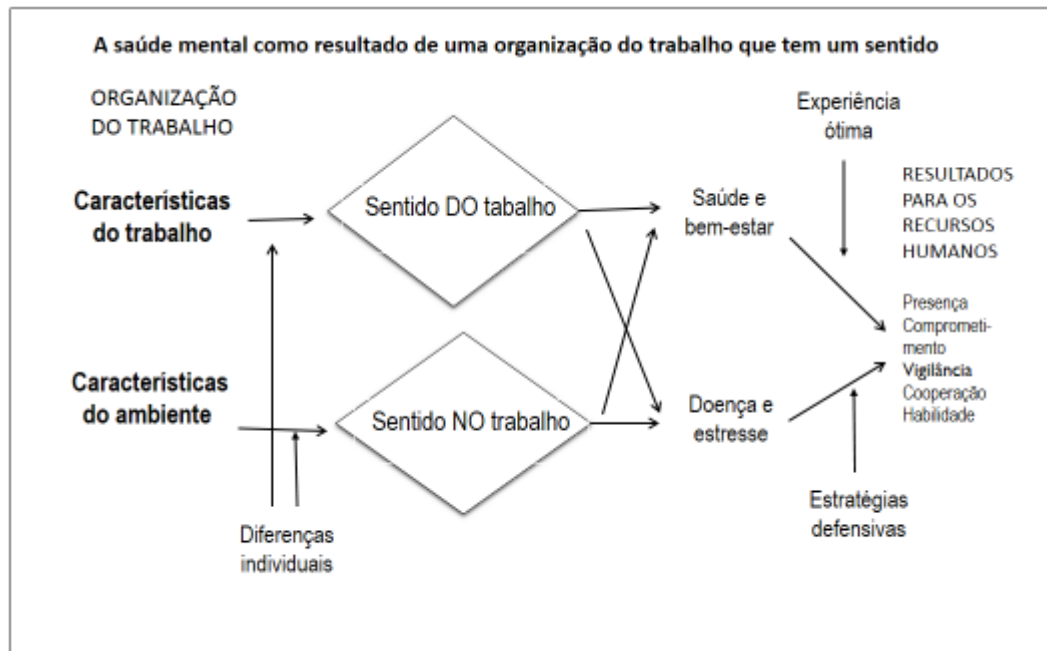 A saúde mental como resultado de uma organização do trabalho que tem um sentido
ORGANIZAÇÃO
DO TRABALHO
Características
do trabalho
Sentido DO tabalho
Saúde e
bem-estar
Experiência
ótima
RESULTADOS
PARA OS
RECURSOS
HUMANOS
Presença
Comprometi-
mento
Vigilância
Cooperação
Habilidade
Características
do ambiente
Sentido NO trabalho
Doença e
estresse
Diferenças
individuais
Estratégias
defensivas